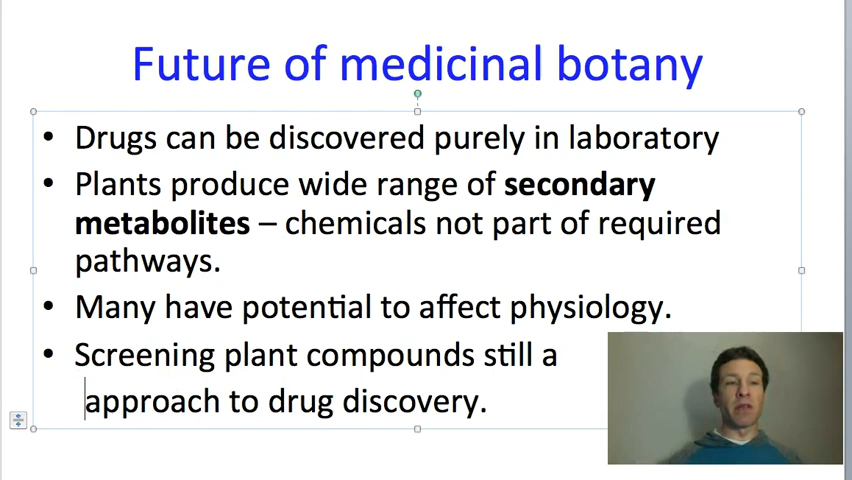 Future of medicinal botany
• Drugs can be discovered purely in laboratory
• Plants produce wide range of secondary
metabolites – chemicals not part of required
pathways.
• Many have potential to affect physiology.
• Screening plant compounds still a
approach to drug discovery.